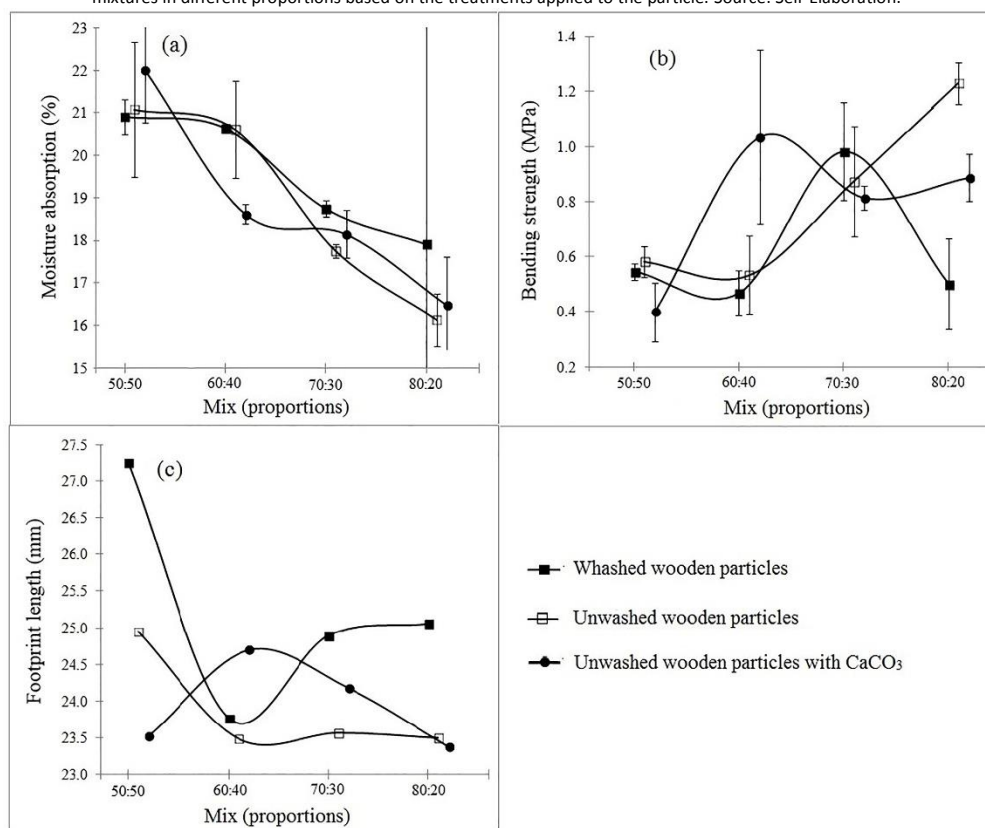 mixtures in different proportions based on the treatments applied to the particle. Source: Self-Elaboration.
(a)
Moisture absorption (%)
23
22
21
20
19
18
17
16
15
50:50 60:40 70:30 80:20
Mix (proportions)
(b)
Bending strength (MPa)
1.4
1.2
1.0
0.8
0.6
0.4
0.2
50:50 60:40 70:30 80:20
Mix (proportions)
(c)
Footprint length (mm)
27.5
27.0
26.5
26.0
25.5
25.0
24.5
24.0
23.5
23.0
50:50 60:40 70:30 80:20
Mix (proportions)
Whashed wooden particles
Unwashed wooden particles
Unwashed wooden particles with CaCO₃